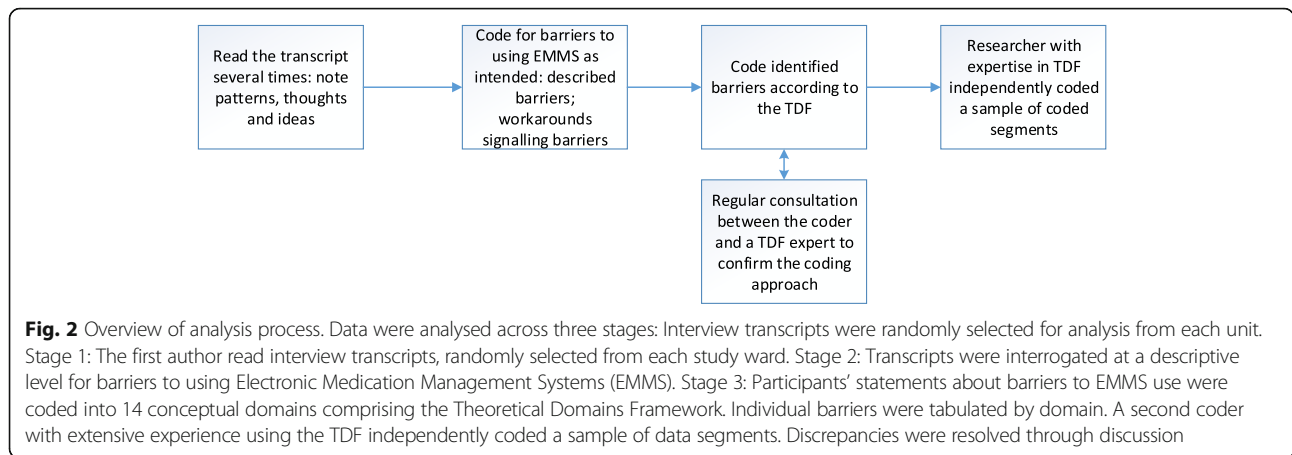 Read the transcript
several times: note
patterns, thoughts
and ideas
Code for barriers to
using EMMS as
intended: described
barriers;
workarounds
signalling barriers
Code identified
barriers according to
the TDF
Researcher with
expertise in TDF
independently coded
a sample of coded
segments
Regular consultation
between the coder
and a TDF expert to
confirm the coding
approach
Fig. 2 Overview of analysis process. Data were analysed across three stages: Interview transcripts were randomly selected for analysis from each unit.
Stage 1: The first author read interview transcripts, randomly selected from each study ward. Stage 2: Transcripts were interrogated at a descriptive
level for barriers to using Electronic Medication Management Systems (EMMS). Stage 3: Participants’ statements about barriers to EMMS use were
coded into 14 conceptual domains comprising the Theoretical Domains Framework. Individual barriers were tabulated by domain. A second coder
with extensive experience using the TDF independently coded a sample of data segments. Discrepancies were resolved through discussion